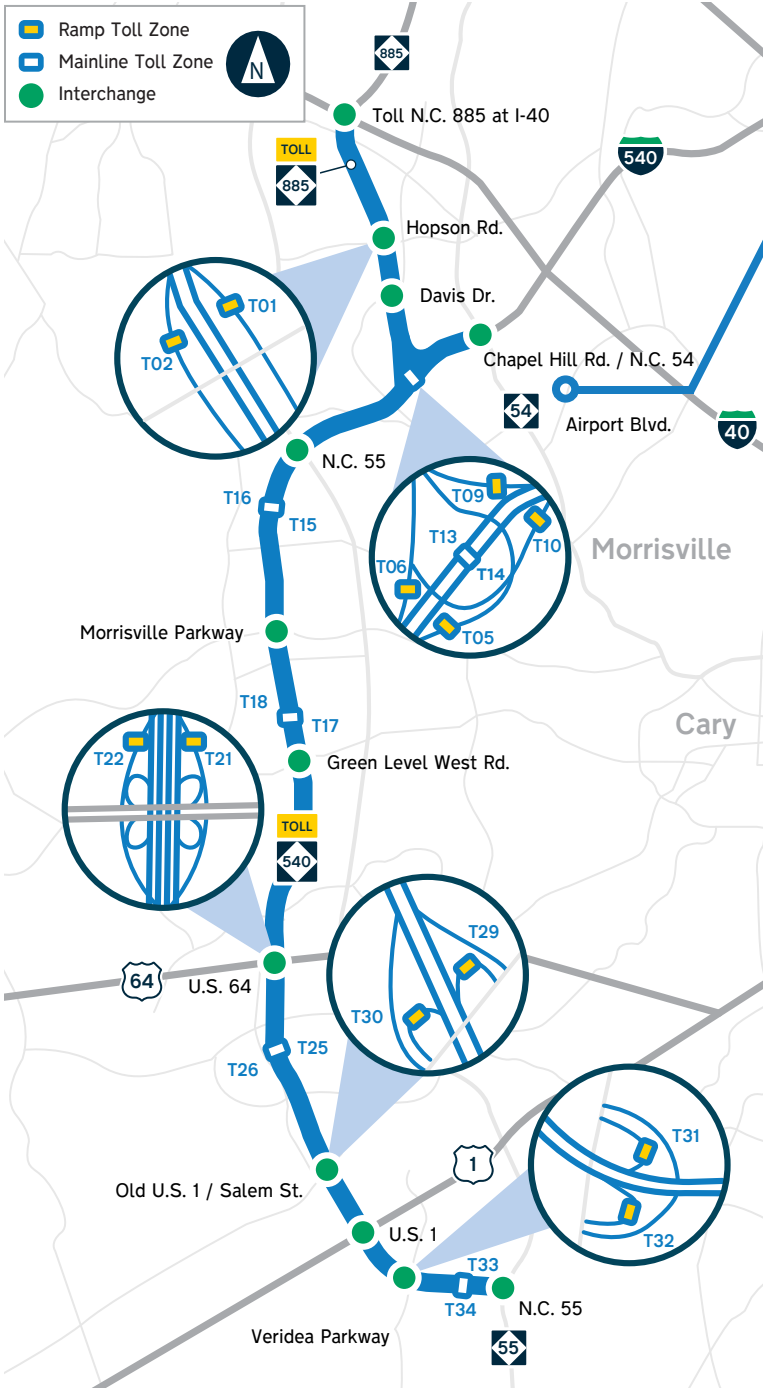 Ramp Toll Zone
Mainline Toll Zone
Interchange
N
885
Toll N.C. 885 at I-40
TOLL
885
540
Hopson Rd.
T01
T02
Davis Dr.
Chapel Hill Rd. / N.C. 54
54
Airport Blvd.
40
N.C. 55
T16
T15
T09
T10
T13
T14
T06
T05
Morrisville
Morrisville Parkway
T18
T17
Cary
T22
T21
Green Level West Rd.
TOLL
540
64
U.S. 64
T29
T30
T25
T26
Old U.S. 1 / Salem St.
1
U.S. 1
T31
T32
T33
T34
N.C. 55
Veridea Parkway
55